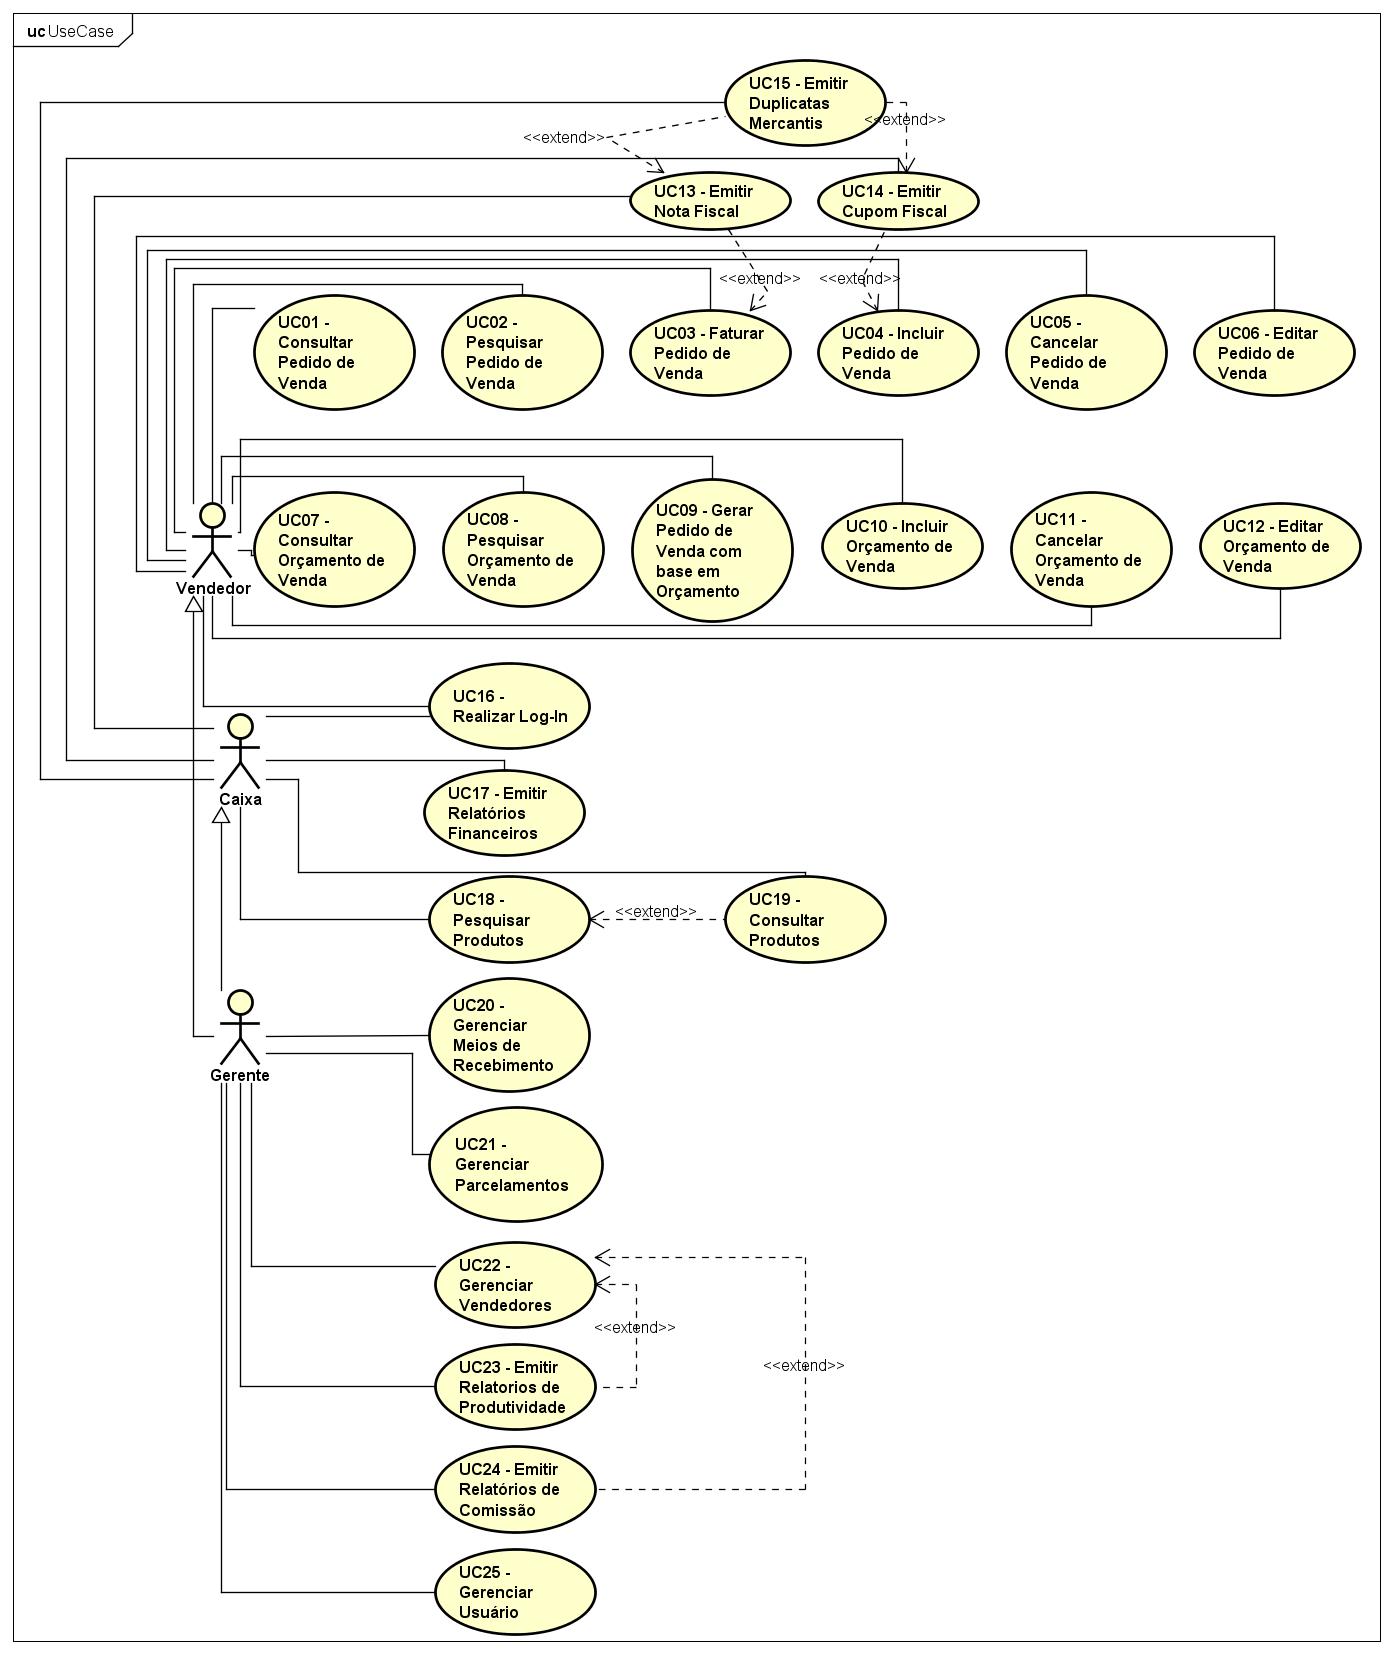 uc UseCase
UC15 - Emitir
Duplicatas
Mercantis
<<extend>>
<<extend>>
UC13 - Emitir
Nota Fiscal
UC14 - Emitir
Cupom Fiscal
<<extend>>
<<extend>>
UC01 -
Consultar
Pedido de
Venda
UC02 -
Pesquisar
Pedido de
Venda
UC03 - Faturar
Pedido de
Venda
UC04 - Incluir
Pedido de
Venda
UC05 -
Cancelar
Pedido de
Venda
UC06 - Editar
Pedido de
Venda
Vendedor
UC07 -
Consultar
Orçamento de
Venda
UC08 -
Pesquisar
Orçamento de
Venda
UC09 - Gerar
Pedido de
Venda com
base em
Orçamento
UC10 - Incluir
Orçamento de
Venda
UC11 -
Cancelar
Orçamento de
Venda
UC12 - Editar
Orçamento de
Venda
UC16 -
Realizar Log-In
Caixa
UC17 - Emitir
Relatórios
Financeiros
UC18 -
Pesquisar
Produtos
<<extend>>
UC19 -
Consultar
Produtos
Gerente
UC20 -
Gerenciar
Meios de
Recebimento
UC21 -
Gerenciar
Parcelamentos
UC22 -
Gerenciar
Vendedores
<<extend>>
<<extend>>
UC23 - Emitir
Relatorios de
Produtividade
UC24 - Emitir
Relatórios de
Comissão
UC25 -
Gerenciar
Usuário